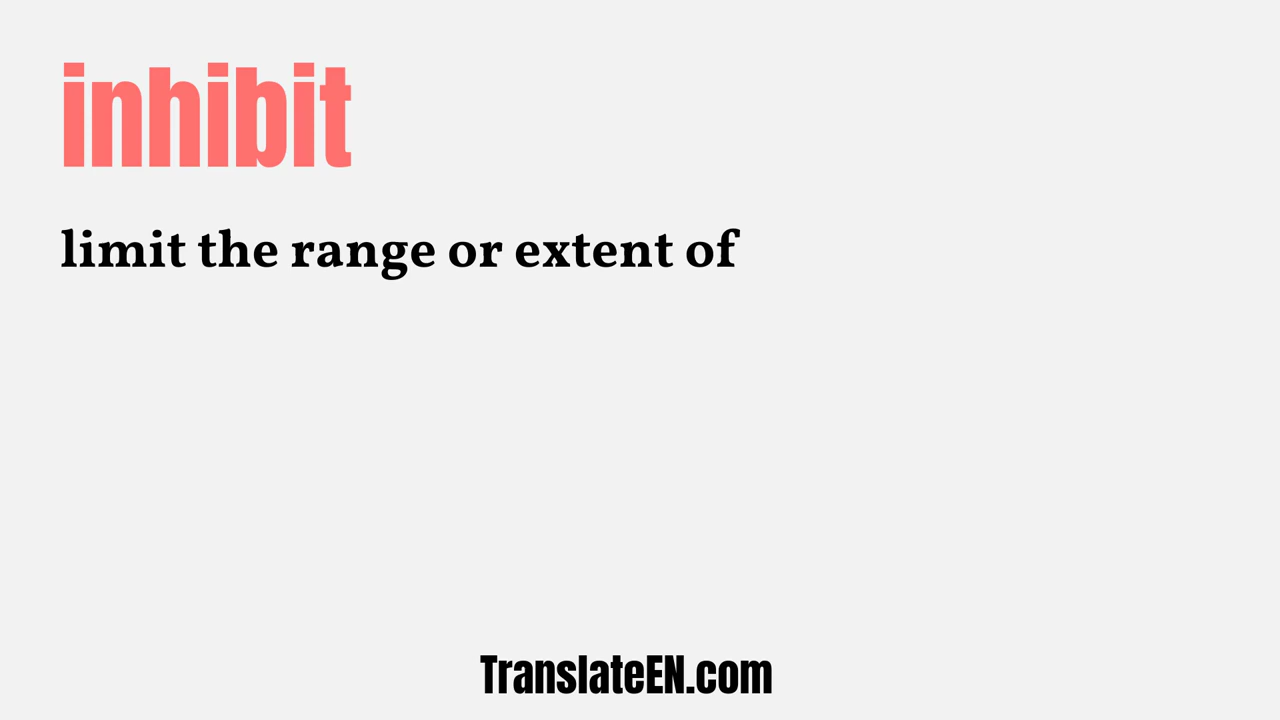 inhibit
limit the range or extent of
TranslateEN.com